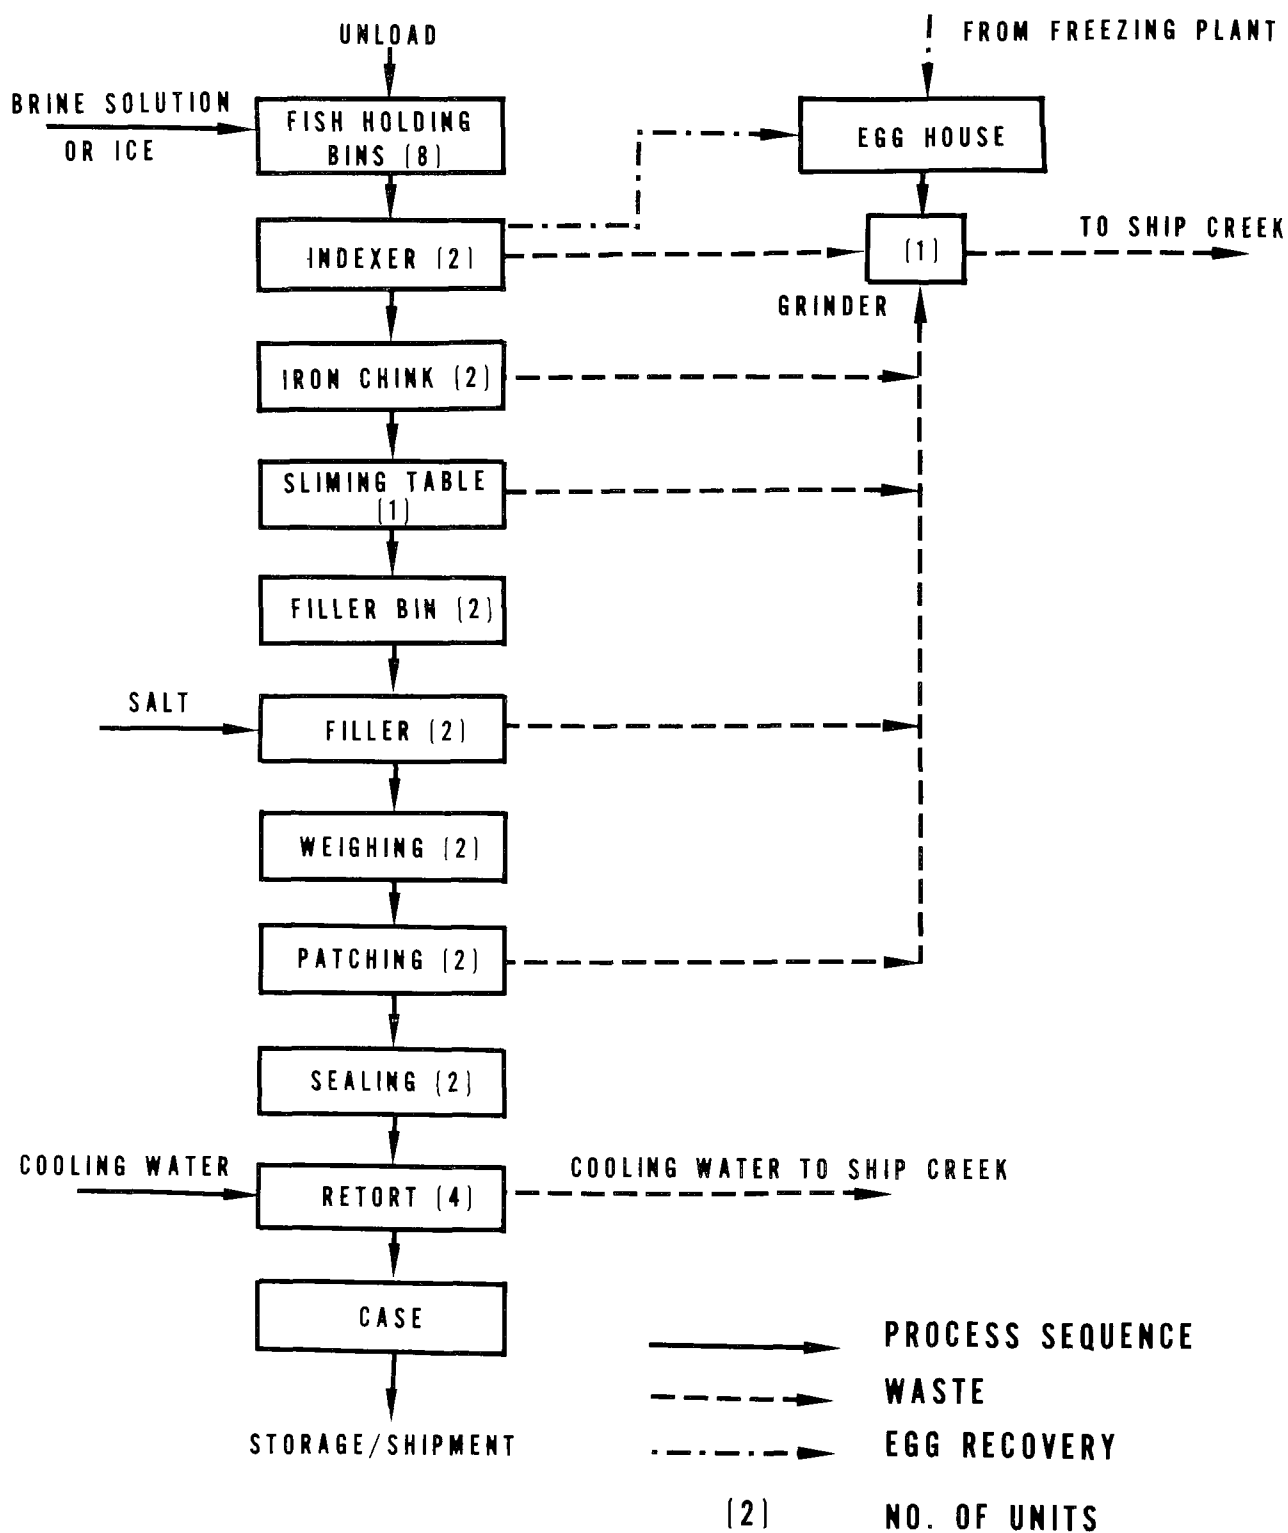 UNLOAD
FROM FREEZING PLANT
BRINE SOLUTION
OR ICE
FISH HOLDING
BINS (8)
EGG HOUSE
INDEXER (2)
(1)
TO SHIP CREEK
GRINDER
IRON CHINK (2)
SLIMING TABLE
(1)
FILLER BIN (2)
SALT
FILLER (2)
WEIGHING (2)
PATCHING (2)
SEALING (2)
COOLING WATER
RETORT (4)
COOLING WATER TO SHIP CREEK
CASE
STORAGE/SHIPMENT
PROCESS SEQUENCE
WASTE
EGG RECOVERY
(2) NO. OF UNITS